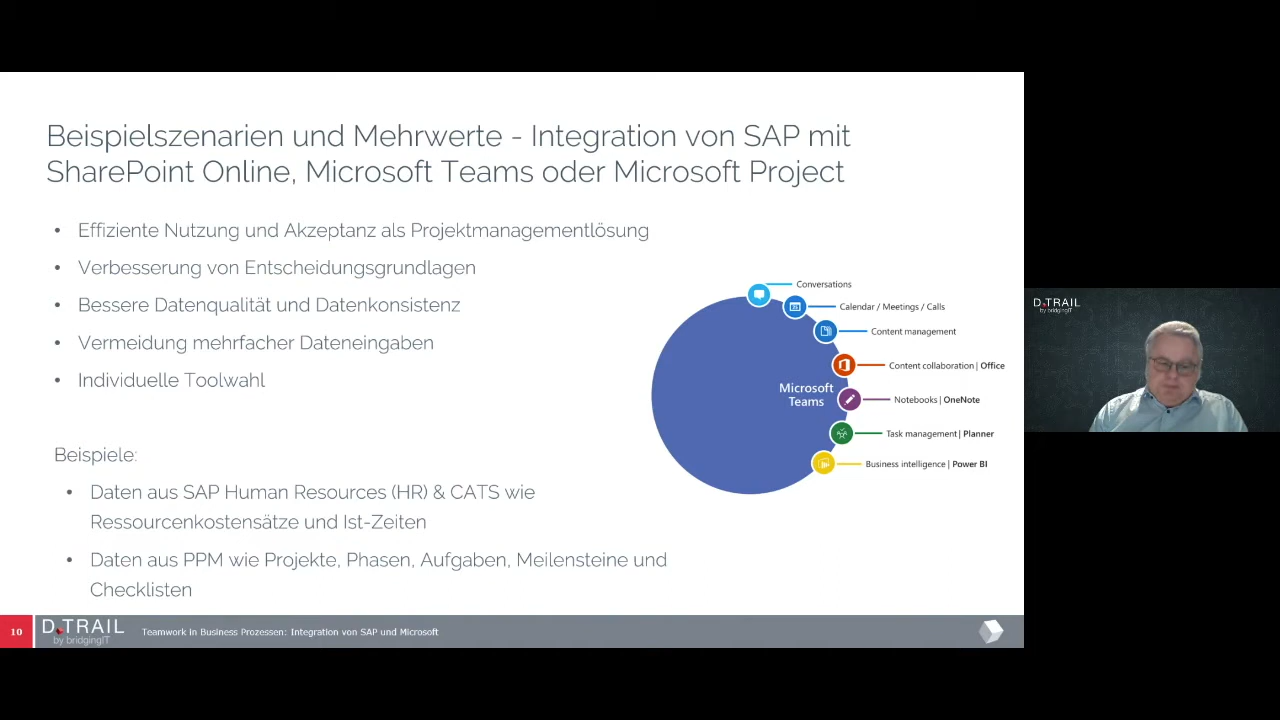 Beispielszenarien und Mehrwerte - Integration von SAP mit
SharePoint Online, Microsoft Teams oder Microsoft Project
• Effiziente Nutzung und Akzeptanz als Projektmanagementlösung
• Verbesserung von Entscheidungsgrundlagen
• Bessere Datenqualität und Datenkonsistenz
• Vermeidung mehrfacher Dateneingaben
• Individuelle Toolwahl
Beispiele:
• Daten aus SAP Human Resources (HR) & CATS wie
Ressourcenkostensätze und Ist-Zeiten
• Daten aus PPM wie Projekte, Phasen, Aufgaben, Meilensteine und
Checklisten
Microsoft
Teams
Conversations
Calendar / Meetings / Calls
Content management
Content collaboration | Office
Notebooks | OneNote
Task management | Planner
Business intelligence | Power BI
10
D TRAIL
by bridgingIT
Teamwork in Business Prozessen: Integration von SAP und Microsoft
D TRAIL
by bridgingIT